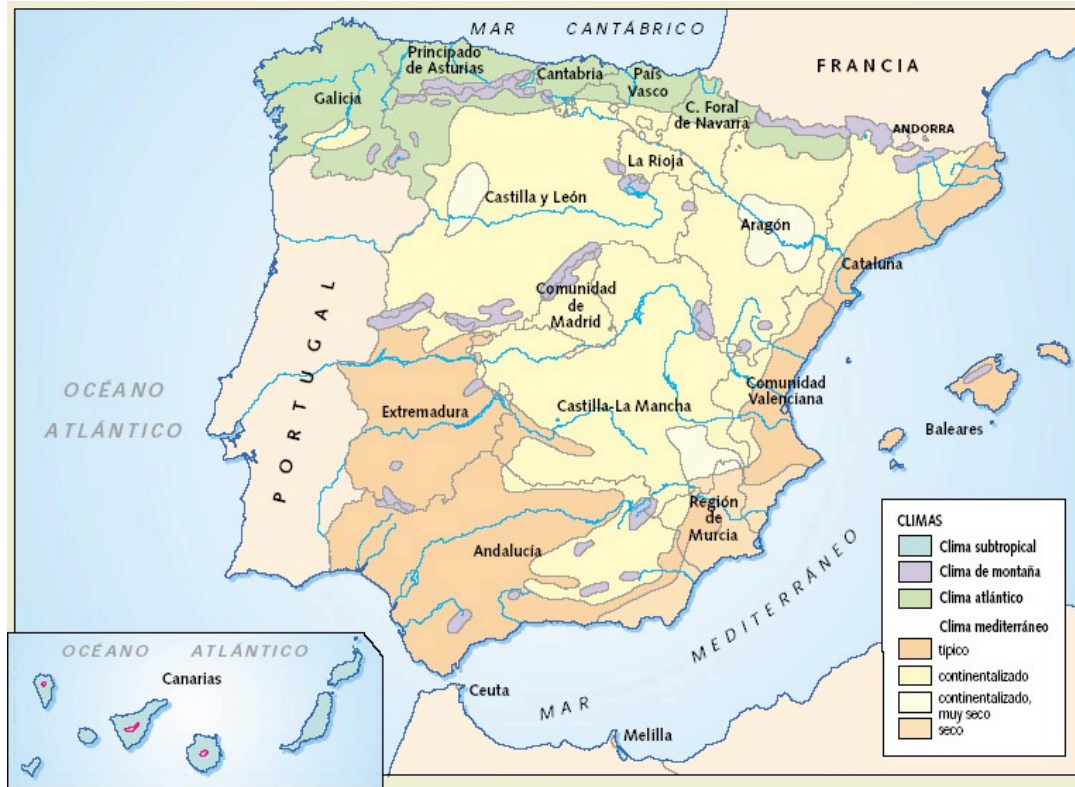 MAR CANTÁBRICO
FRANCIA
Principado
de Asturias
Cantabria
País
Vasco
Galicia
C. Foral
de Navarra
ANDORRA
La Rioja
Castilla y León
Aragón
Cataluña
Comunidad
de
Madrid
PORTUGAL
OCÉANO
ATLÁNTICO
Extremadura
Castilla-La Mancha
Comunidad
Valenciana
Baleares
Región
de
Murcia
Andalucía
MAR MEDITERRÁNEO
Ceuta
Melilla
OCÉANO ATLÁNTICO
Canarias
CLIMAS
Clima subtropical
Clima de montaña
Clima atlántico
Clima mediterráneo
típico
continentalizado
continentalizado,
muy seco
seco